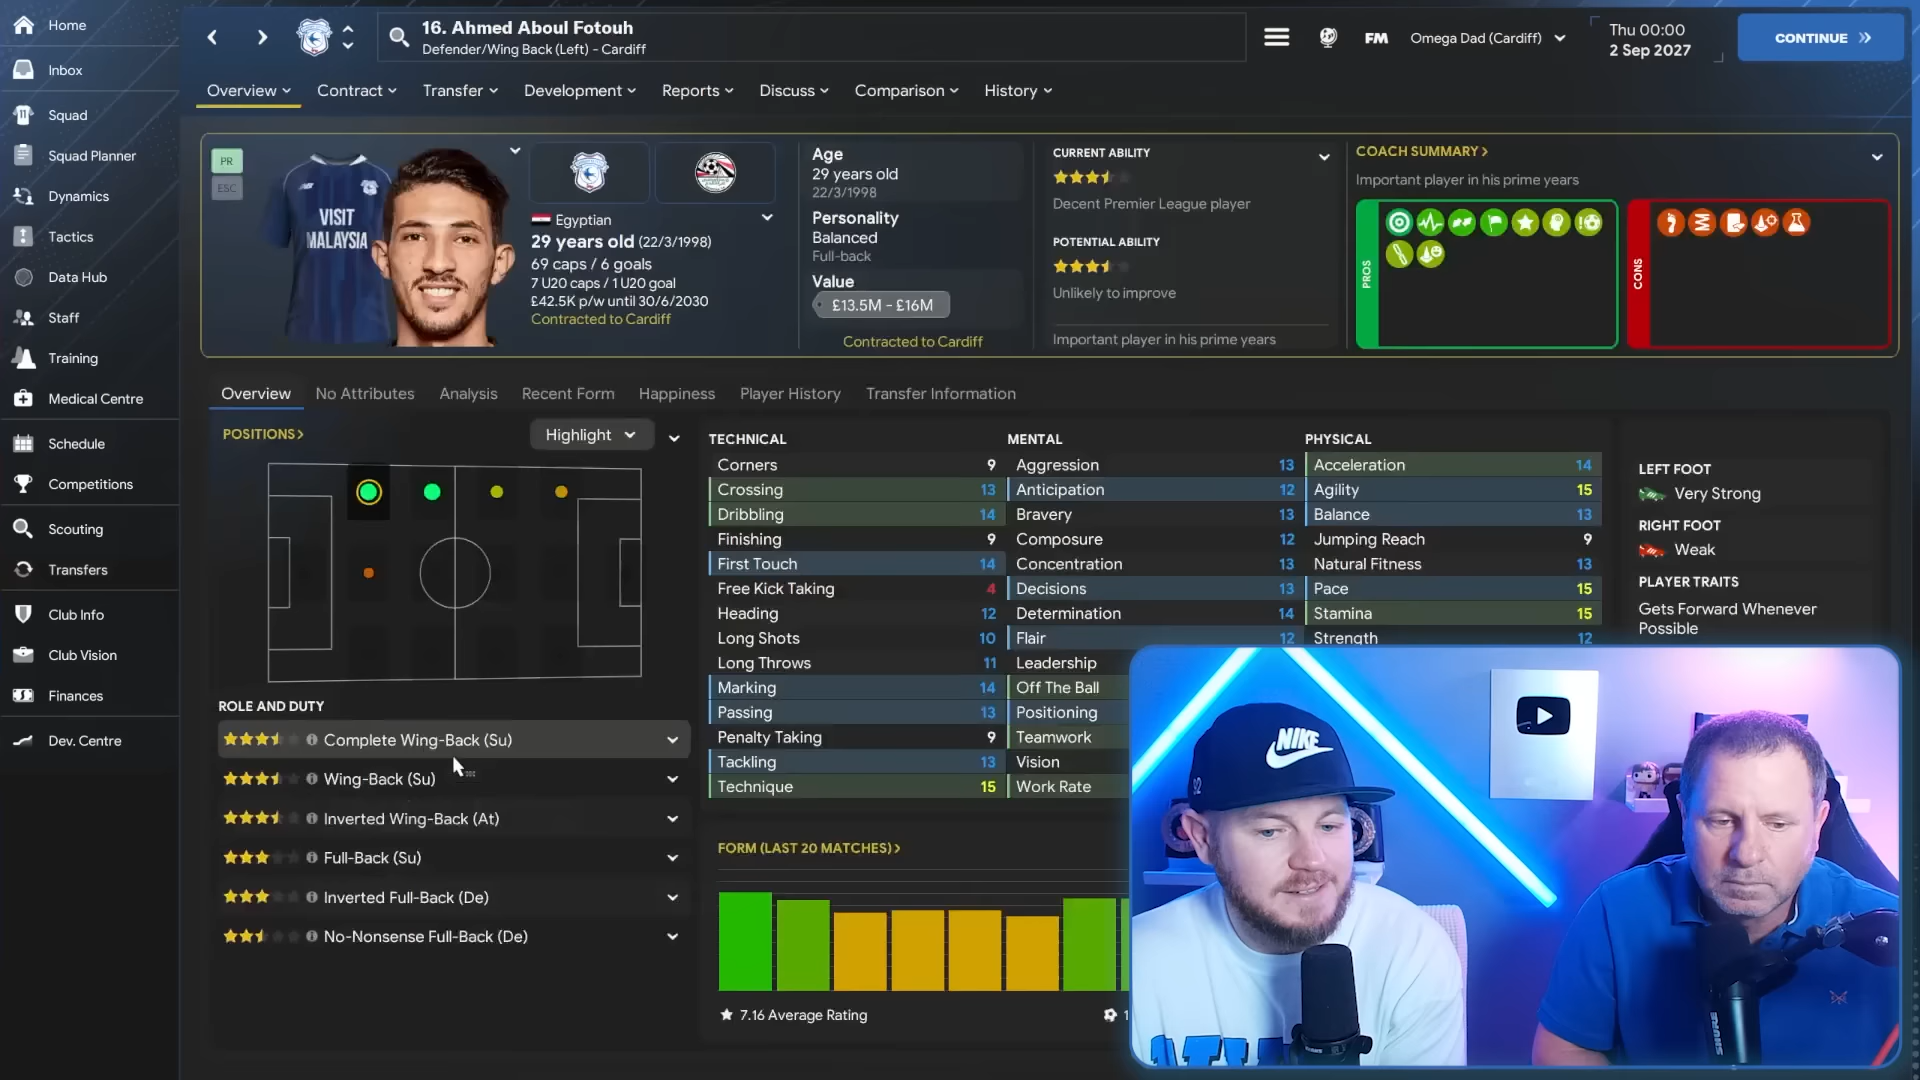 Home
Inbox
Squad
Squad Planner
Dynamics
Tactics
Data Hub
Staff
Training
Medical Centre
Schedule
Competitions
Scouting
Transfers
Club Info
Club Vision
Finances
Dev. Centre
16. Ahmed Aboul Fotouh
Defender/Wing Back (Left) - Cardiff
FM
Omega Dad (Cardiff)
Thu 00:00
2 Sep 2027
CONTINUE
Overview
Contract
Transfer
Development
Reports
Discuss
Comparison
History
PR
ESC
VISIT
MALAYSIA
Egyptian
29 years old (22/3/1998)
69 caps / 6 goals
7 U20 caps / 1 U20 goal
£42.5K p/w until 30/6/2030
Contracted to Cardiff
Age
29 years old
22/3/1998
Personality
Balanced
Full-back
Value
£13.5M - £16M
Contracted to Cardiff
CURRENT ABILITY
Decent Premier League player
POTENTIAL ABILITY
Unlikely to improve
Important player in his prime years
COACH SUMMARY >
Important player in his prime years
PROS
CONS
Overview
No Attributes
Analysis
Recent Form
Happiness
Player History
Transfer Information
POSITIONS >
Highlight
ROLE AND DUTY
Complete Wing-Back (Su)
Wing-Back (Su)
Inverted Wing-Back (At)
Full-Back (Su)
Inverted Full-Back (De)
No-Nonsense Full-Back (De)
TECHNICAL
Corners 9
Crossing 13
Dribbling 14
Finishing 9
First Touch 14
Free Kick Taking 4
Heading 12
Long Shots 10
Long Throws 11
Marking 14
Passing 13
Penalty Taking 9
Tackling 13
Technique 15
MENTAL
Aggression 13
Anticipation 12
Bravery 13
Composure 12
Concentration 13
Decisions 13
Determination 14
Flair 12
Leadership
Off The Ball
Positioning
Teamwork
Vision
Work Rate
PHYSICAL
Acceleration 14
Agility 15
Balance 13
Jumping Reach 9
Natural Fitness 13
Pace 15
Stamina 15
Strength 12
LEFT FOOT
Very Strong
RIGHT FOOT
Weak
PLAYER TRAITS
Gets Forward Whenever
Possible
FORM (LAST 20 MATCHES) >
7.16 Average Rating
1
NIKE
SHURE